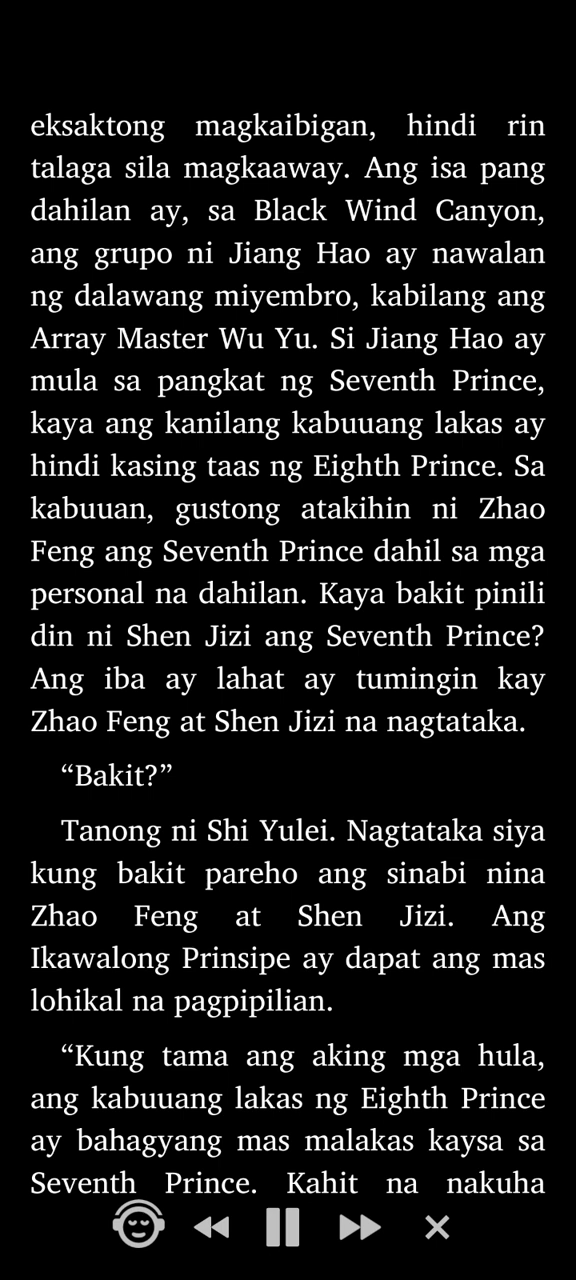 eksaktong magkaibigan, hindi rin
talaga sila magkaaway. Ang isa pang
dahilan ay, sa Black Wind Canyon,
ang grupo ni Jiang Hao ay nawalan
ng dalawang miyembro, kabilang ang
Array Master Wu Yu. Si Jiang Hao ay
mula sa pangkat ng Seventh Prince,
kaya ang kanilang kabuuang lakas ay
hindi kasing taas ng Eighth Prince. Sa
kabuuan, gustong atakihin ni Zhao
Feng ang Seventh Prince dahil sa mga
personal na dahilan. Kaya bakit pinili
din ni Shen Jizi ang Seventh Prince?
Ang iba ay lahat ay tumingin kay
Zhao Feng at Shen Jizi na nagtataka.
“Bakit?”
Tanong ni Shi Yulei. Nagtataka siya
kung bakit pareho ang sinabi nina
Zhao Feng at Shen Jizi. Ang
Ikawalong Prinsipe ay dapat ang mas
lohikal na pagpipilian.
“Kung tama ang aking mga hula,
ang kabuuang lakas ng Eighth Prince
ay bahagyang mas malakas kaysa sa
Seventh Prince. Kahit na nakuha